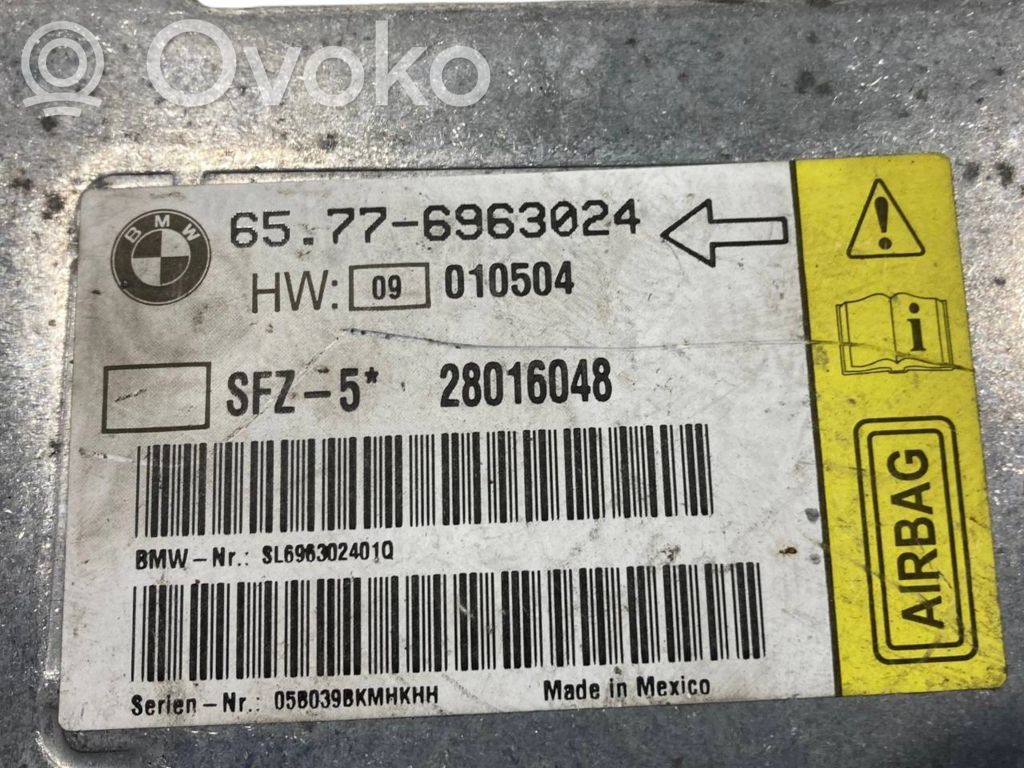 Ovoko
BMW
65.77-6963024
HW: 09 010504
SFZ-5* 28016048
BMW-Nr.: SL696302401Q
Serien-Nr.: 05B039BKMHKHH Made in Mexico
i
AIRBAG